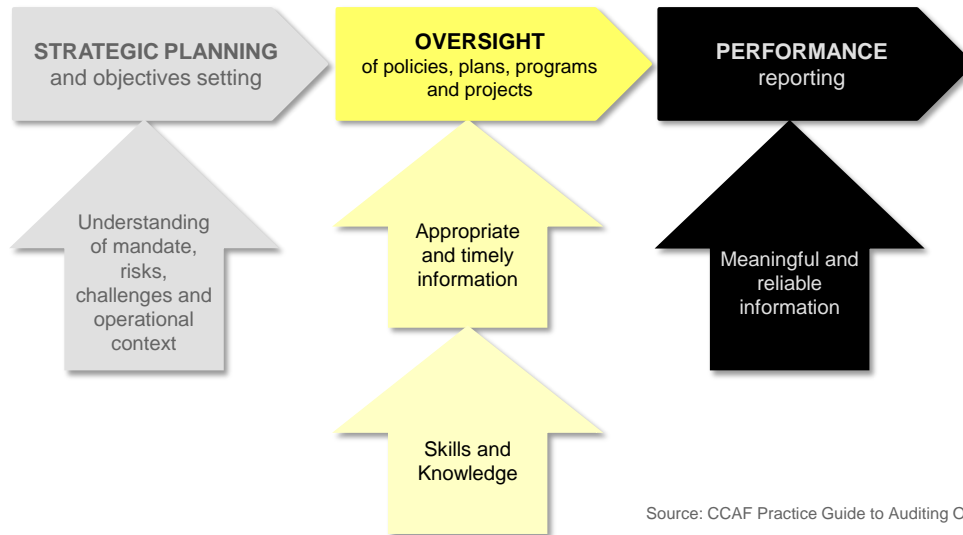 STRATEGIC PLANNING
and objectives setting
OVERSIGHT
of policies, plans, programs
and projects
PERFORMANCE
reporting
Understanding
of mandate,
risks,
challenges and
operational
context
Appropriate
and timely
information
Meaningful and
reliable
information
Skills and
Knowledge
Source: CCAF Practice Guide to Auditing